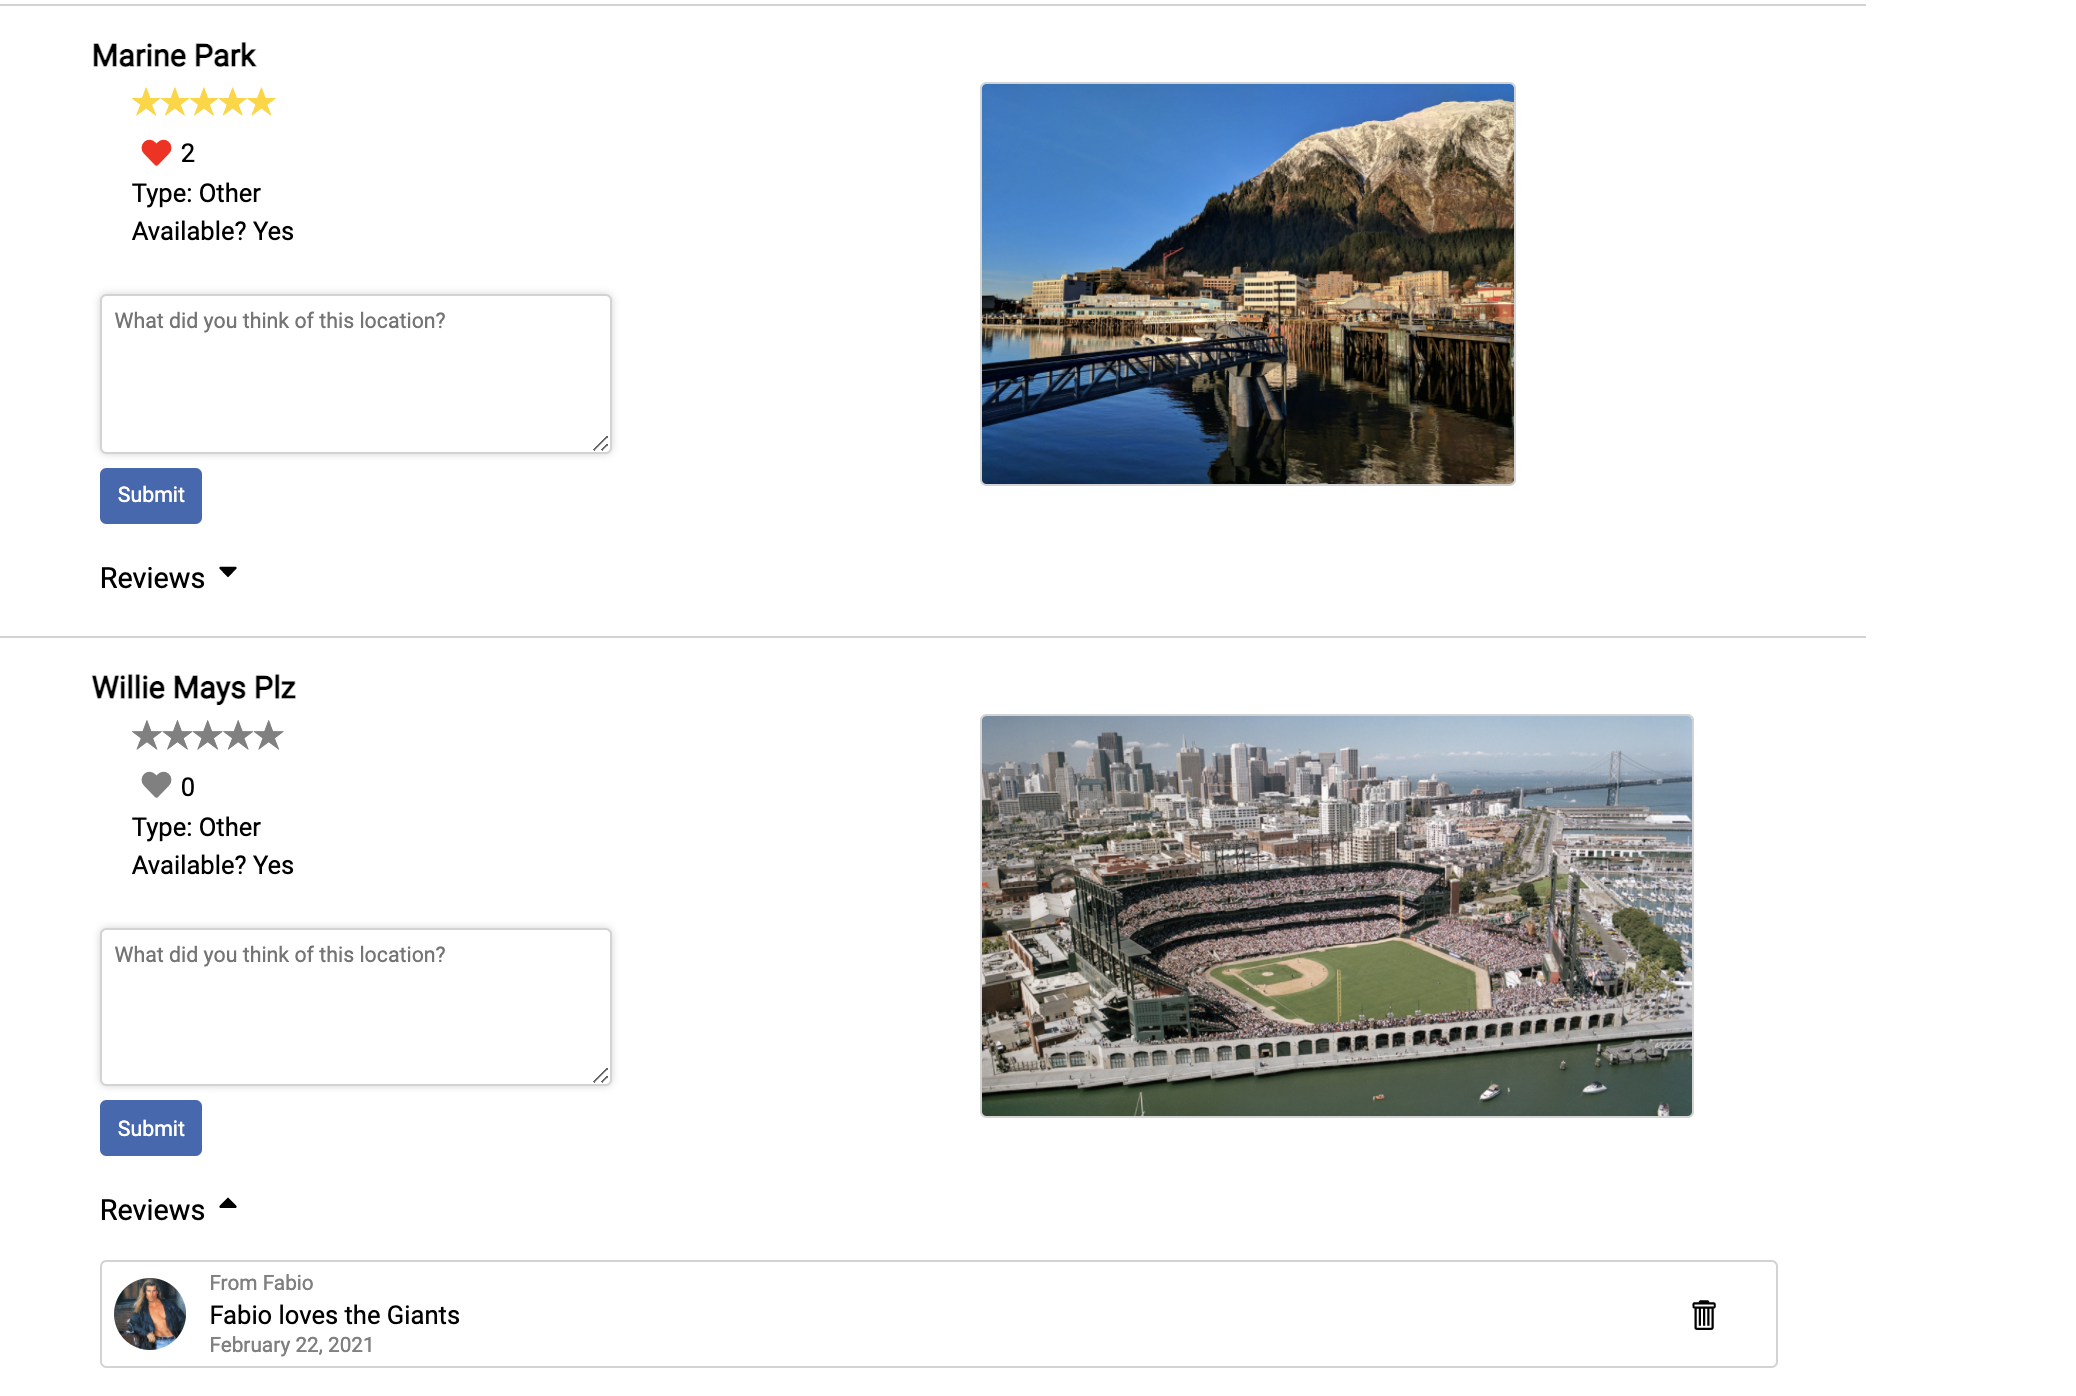 Marine Park
2
Type: Other
Available? Yes
What did you think of this location?
Submit
Reviews
Willie Mays Plz
0
Type: Other
Available? Yes
What did you think of this location?
Submit
Reviews
From Fabio
Fabio loves the Giants
February 22, 2021